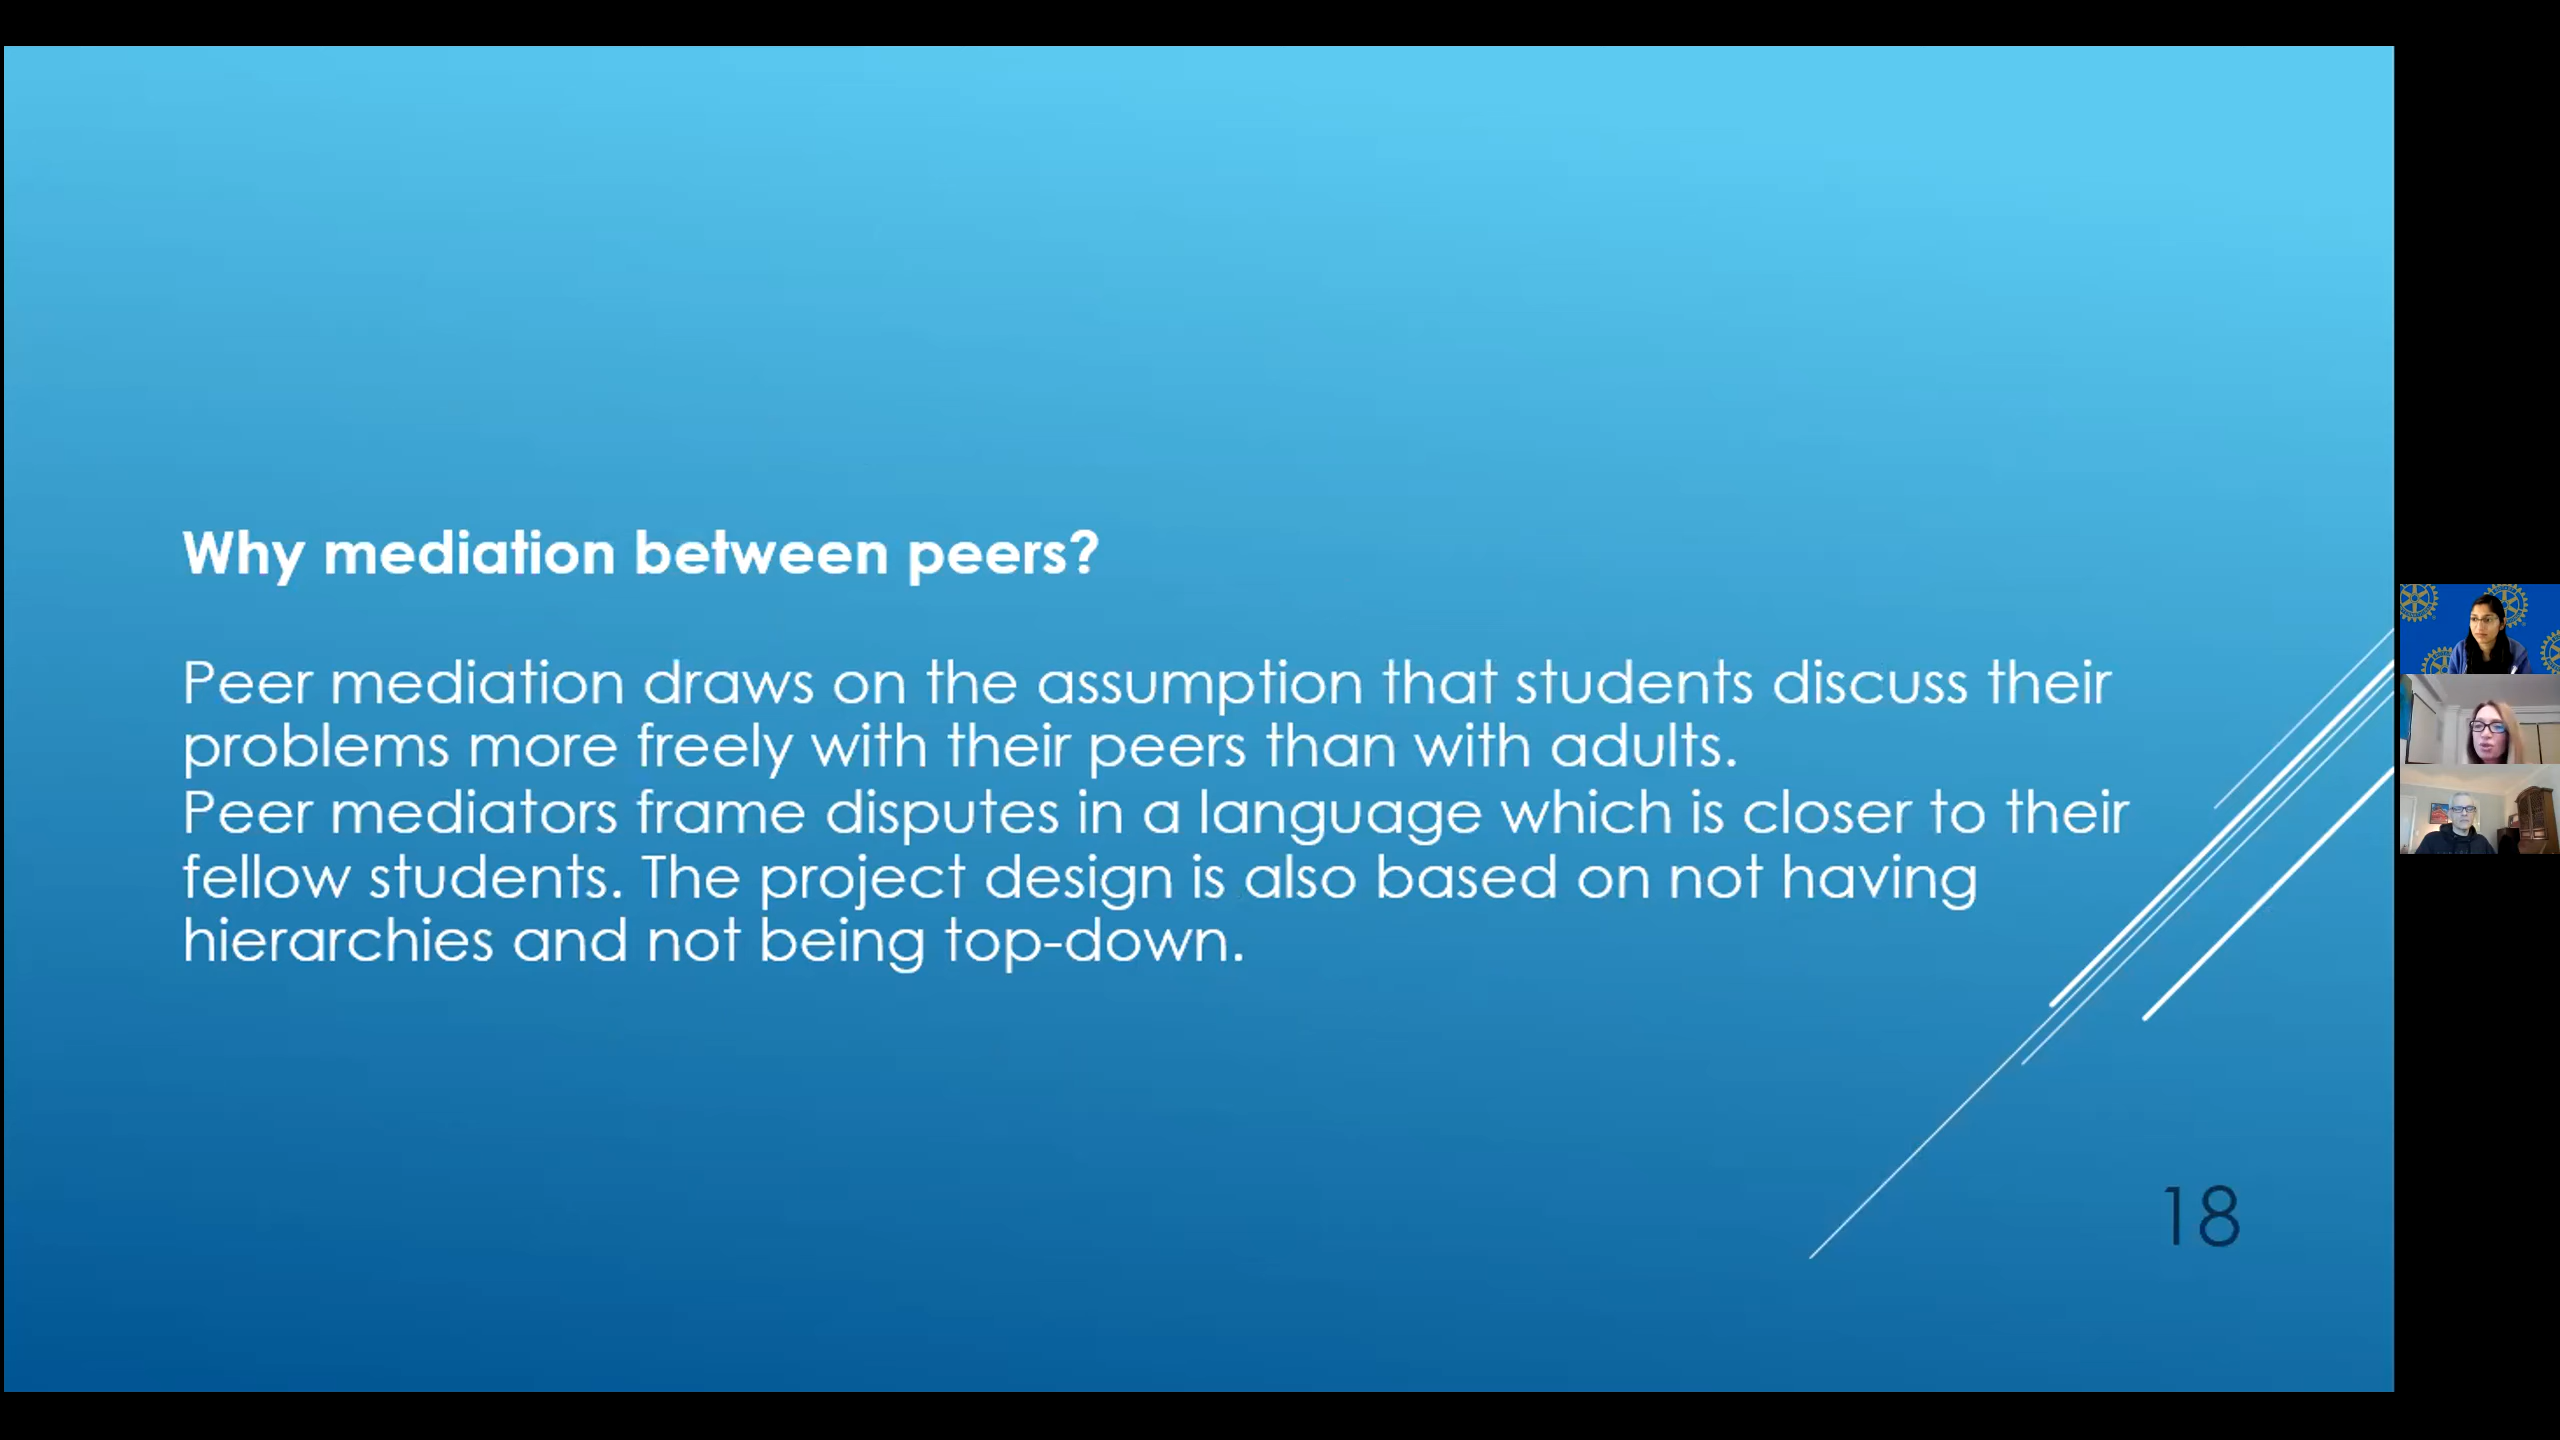 Why mediation between peers?
Peer mediation draws on the assumption that students discuss their
problems more freely with their peers than with adults.
Peer mediators frame disputes in a language which is closer to their
fellow students. The project design is also based on not having
hierarchies and not being top-down.
18